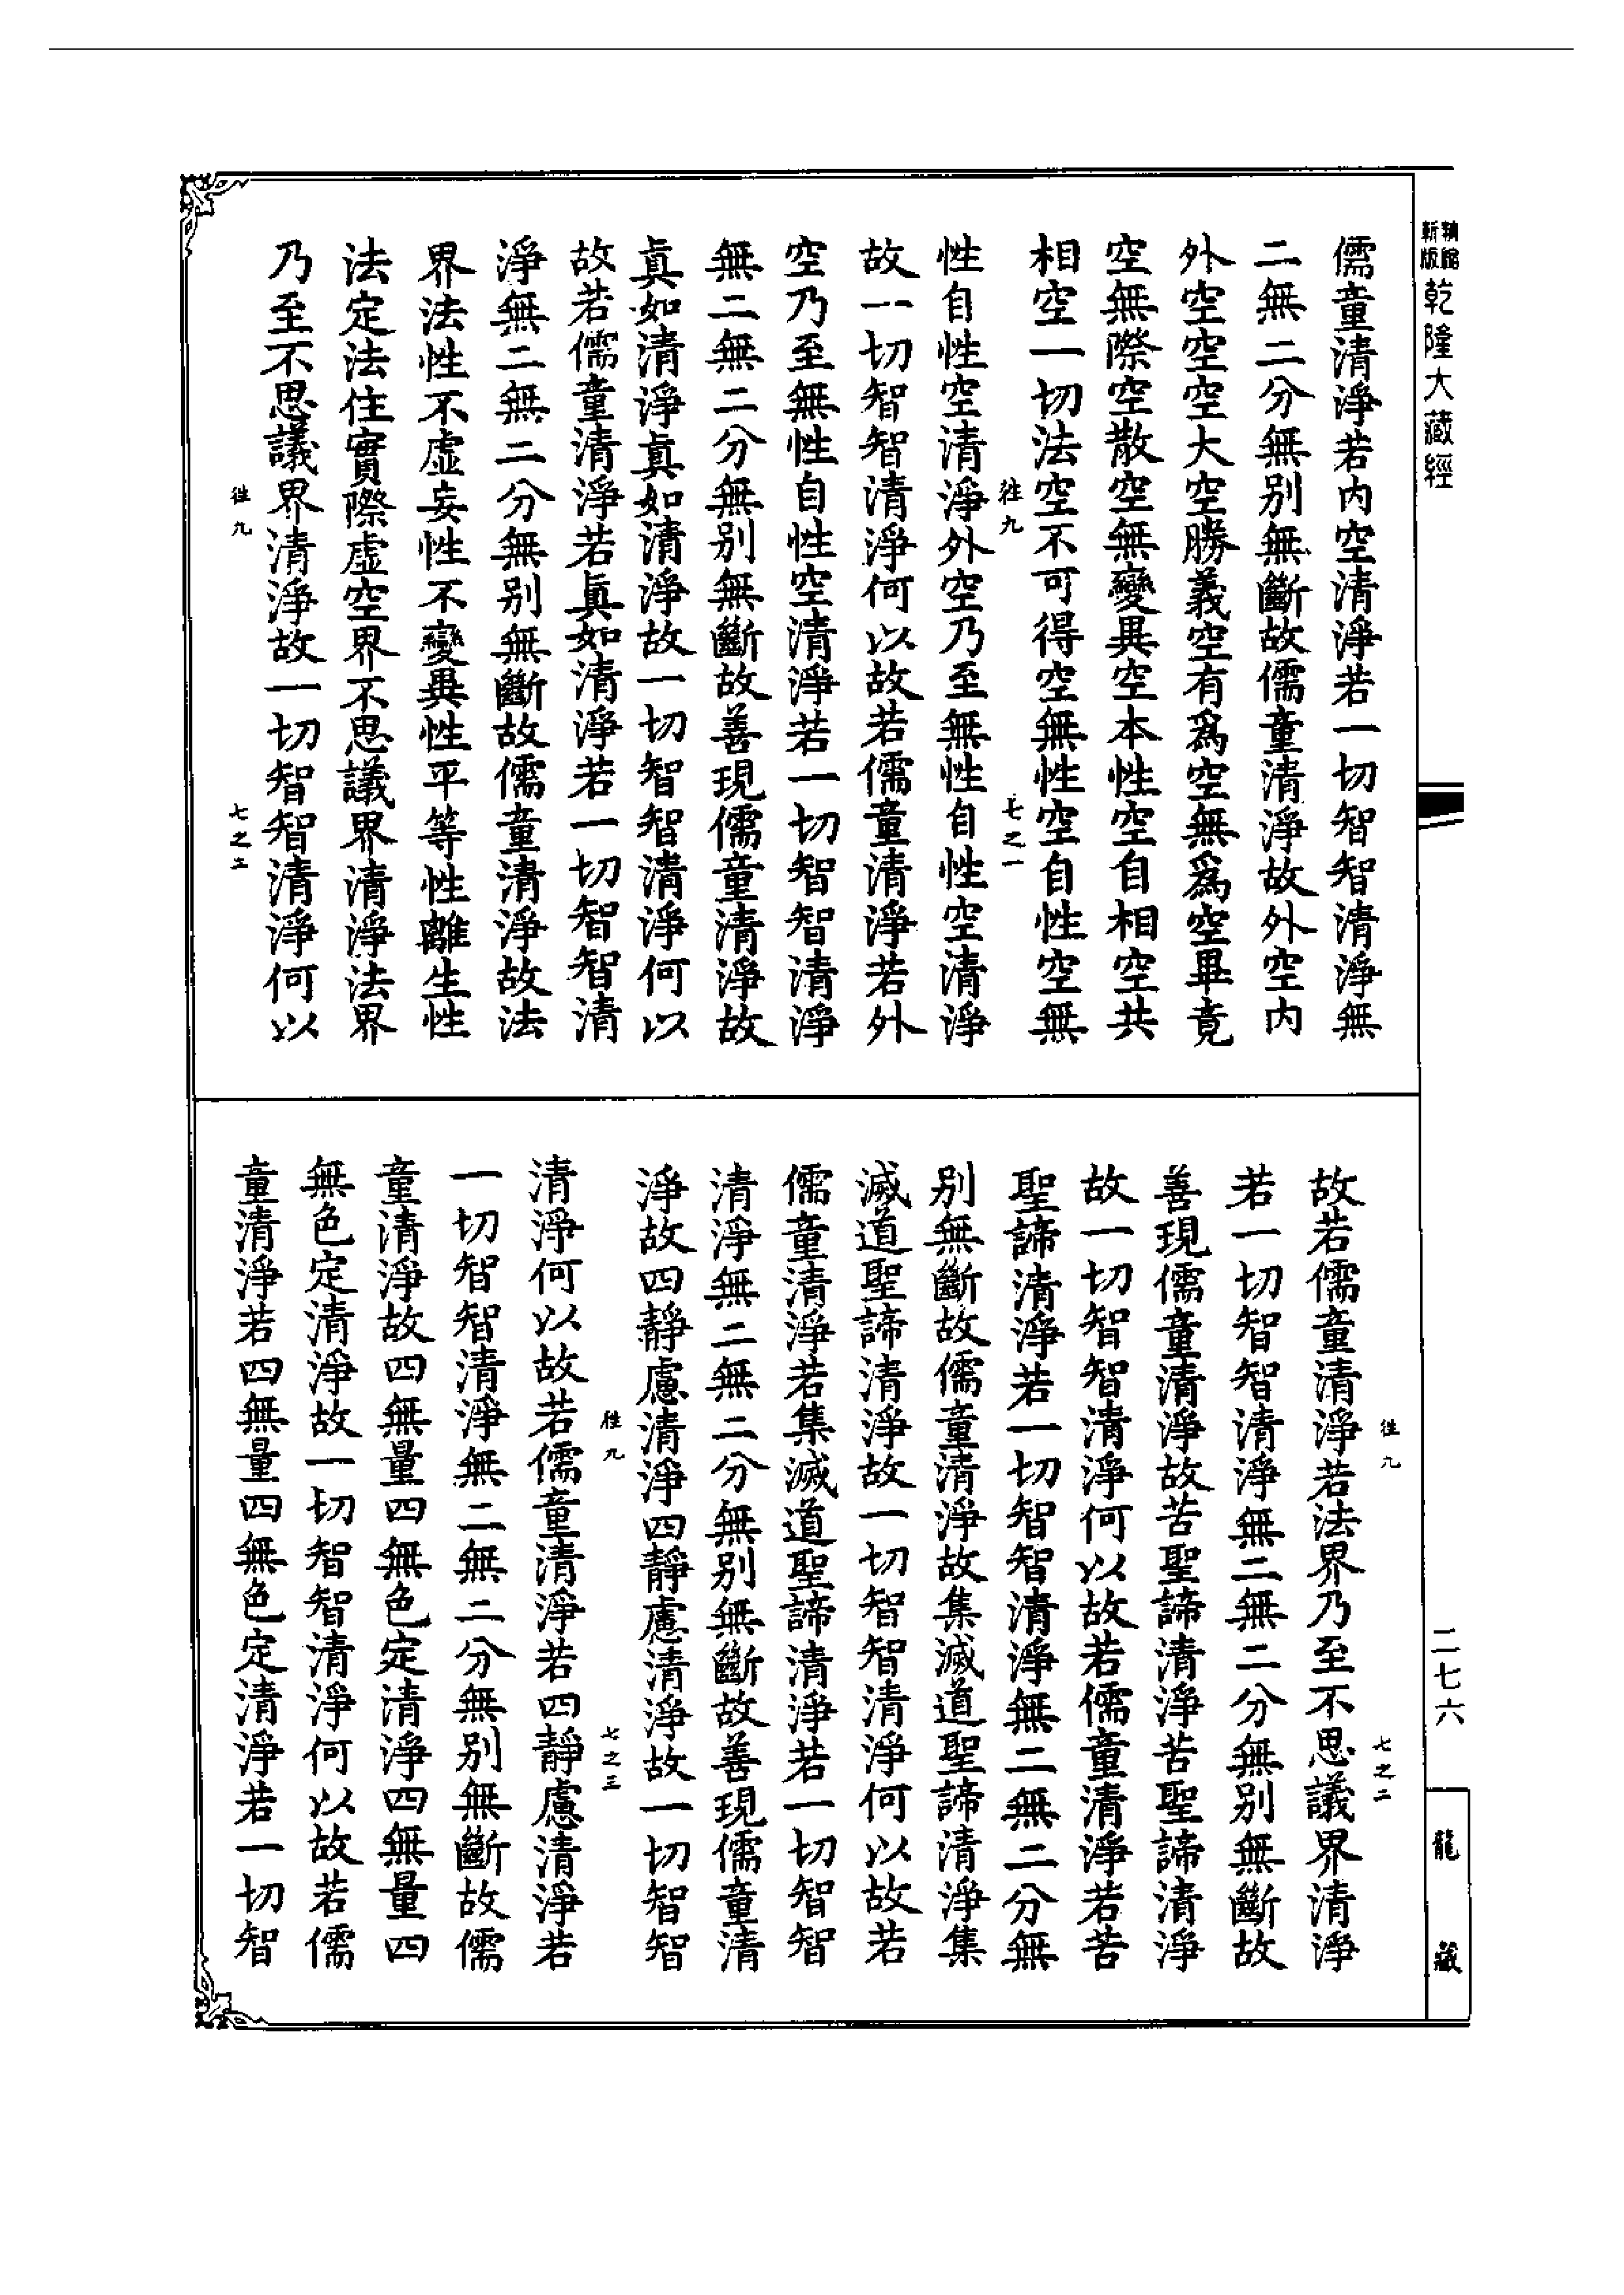 新版
乾隆大藏經
儒童清淨若內空清淨若一切智智清淨無
二無二分無別無斷故儒童清淨故外空內
外空空空大空勝義空有爲空無爲空畢竟
空無際空散空無變異空本性空自相空共
相空一切法空不可得空無性空自性空無
往九
七之一
性自性空清淨外空乃至無性自性空清淨
故一切智智清淨何以故若儒童清淨若外
空乃至無性自性空清淨若一切智智清淨
無二無二分無別無斷故善現儒童清淨故
眞如清淨眞如清淨故一切智智清淨何以
故若儒童清淨若眞如清淨若一切智智清
淨無二無二分無別無斷故儒童清淨故法
界法性不虛妄性不變異性平等性離生性
法定法住實際虛空界不思議界清淨法界
乃至不思議界清淨故一切智智清淨何以
往九
七之二
二七六
龍藏
往九
七之二
故若儒童清淨若法界乃至不思議界清淨
若一切智智清淨無二無二分無別無斷故
善現儒童清淨故苦聖諦清淨苦聖諦清淨
故一切智智清淨何以故若儒童清淨若苦
聖諦清淨若一切智智清淨無二無二分無
別無斷故儒童清淨故集滅道聖諦清淨集
滅道聖諦清淨故一切智智清淨何以故若
儒童清淨若集滅道聖諦清淨若一切智智
清淨無二無二分無別無斷故善現儒童清
淨故四靜慮清淨四靜慮清淨故一切智智
往九
七之三
清淨何以故若儒童清淨若四靜慮清淨若
一切智智清淨無二無二分無別無斷故儒
童清淨故四無量四無色定清淨四無量四
無色定清淨故一切智智清淨何以故若儒
童清淨若四無量四無色定清淨若一切智